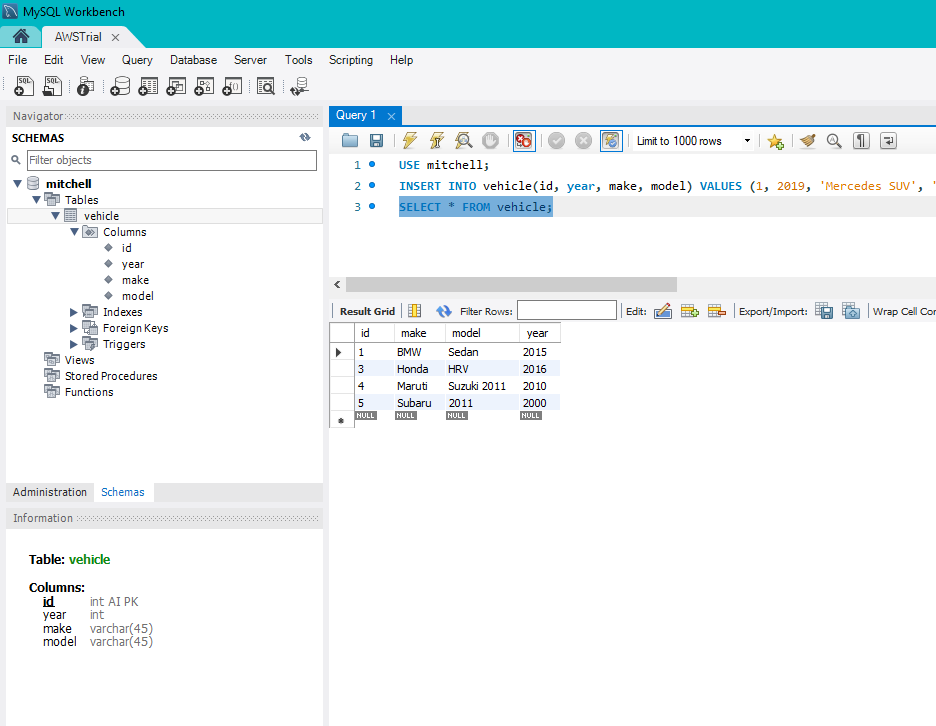 MySQL Workbench
AWSTrial
File Edit View Query Database Server Tools Scripting Help
Navigator
SCHEMAS
Filter objects
mitchell
Tables
vehicle
Columns
id
year
make
model
Indexes
Foreign Keys
Triggers
Views
Stored Procedures
Functions
Administration Schemas
Information
Table: vehicle
Columns:
id int AI PK
year int
make varchar(45)
model varchar(45)
Query 1
Limit to 1000 rows
1 USE mitchell;
2 INSERT INTO vehicle(id, year, make, model) VALUES (1, 2019, 'Mercedes SUV', '
3 SELECT * FROM vehicle;
Result Grid Filter Rows: Edit: Export/Import: Wrap Cell Cor
id make model year
1 BMW Sedan 2015
3 Honda HRV 2016
4 Maruti Suzuki 2011 2010
5 Subaru 2011 2000
NULL NULL NULL NULL